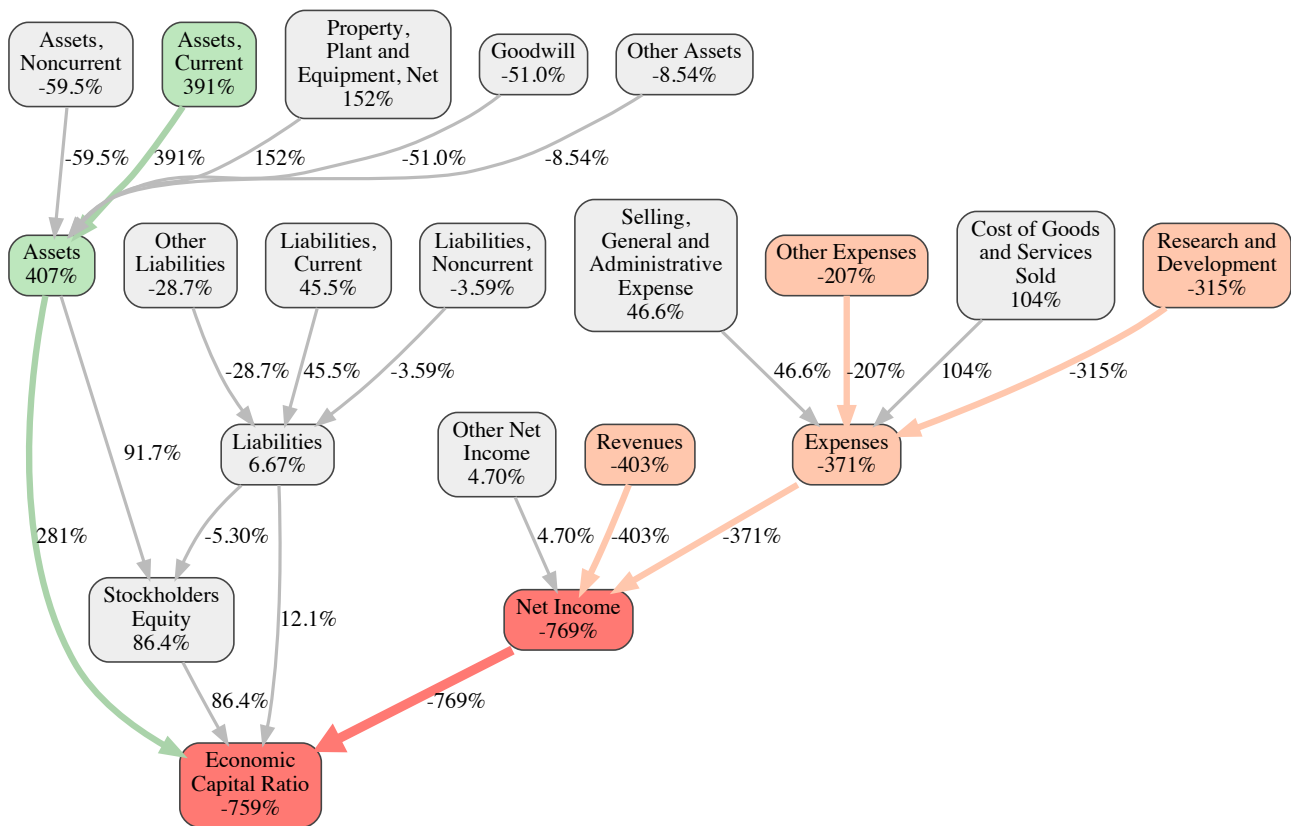 Assets,
Noncurrent
-59.5%
Assets,
Current
391%
Property,
Plant and
Equipment, Net
152%
Goodwill
-51.0%
Other Assets
-8.54%
-59.5%
391%
152%
-51.0%
-8.54%
Assets
407%
Other
Liabilities
-28.7%
Liabilities,
Current
45.5%
Liabilities,
Noncurrent
-3.59%
Selling,
General and
Administrative
Expense
46.6%
Other Expenses
-207%
Cost of Goods
and Services
Sold
104%
Research and
Development
-315%
-28.7%
45.5%
-3.59%
46.6%
-207%
104%
-315%
91.7%
Liabilities
6.67%
Other Net
Income
4.70%
Revenues
-403%
Expenses
-371%
281%
-5.30%
4.70%
-403%
-371%
Stockholders
Equity
86.4%
12.1%
Net Income
-769%
86.4%
-769%
Economic
Capital Ratio
-759%